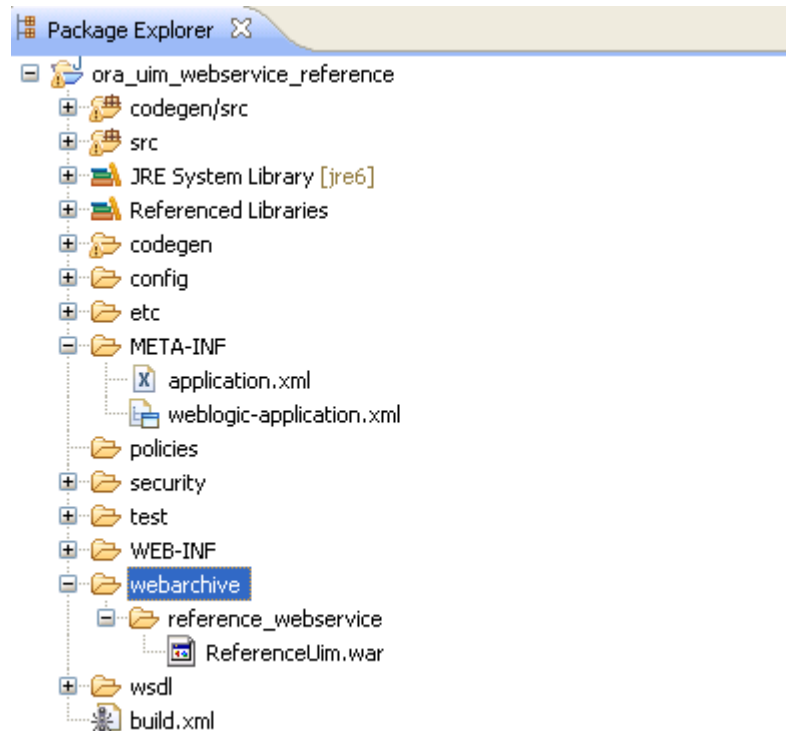 Package Explorer
ora_uim_webservice_reference
codegen/src
src
JRE System Library [jre6]
Referenced Libraries
codegen
config
etc
META-INF
application.xml
weblogic-application.xml
policies
security
test
WEB-INF
webarchive
reference_webservice
ReferenceUim.war
wsdl
build.xml